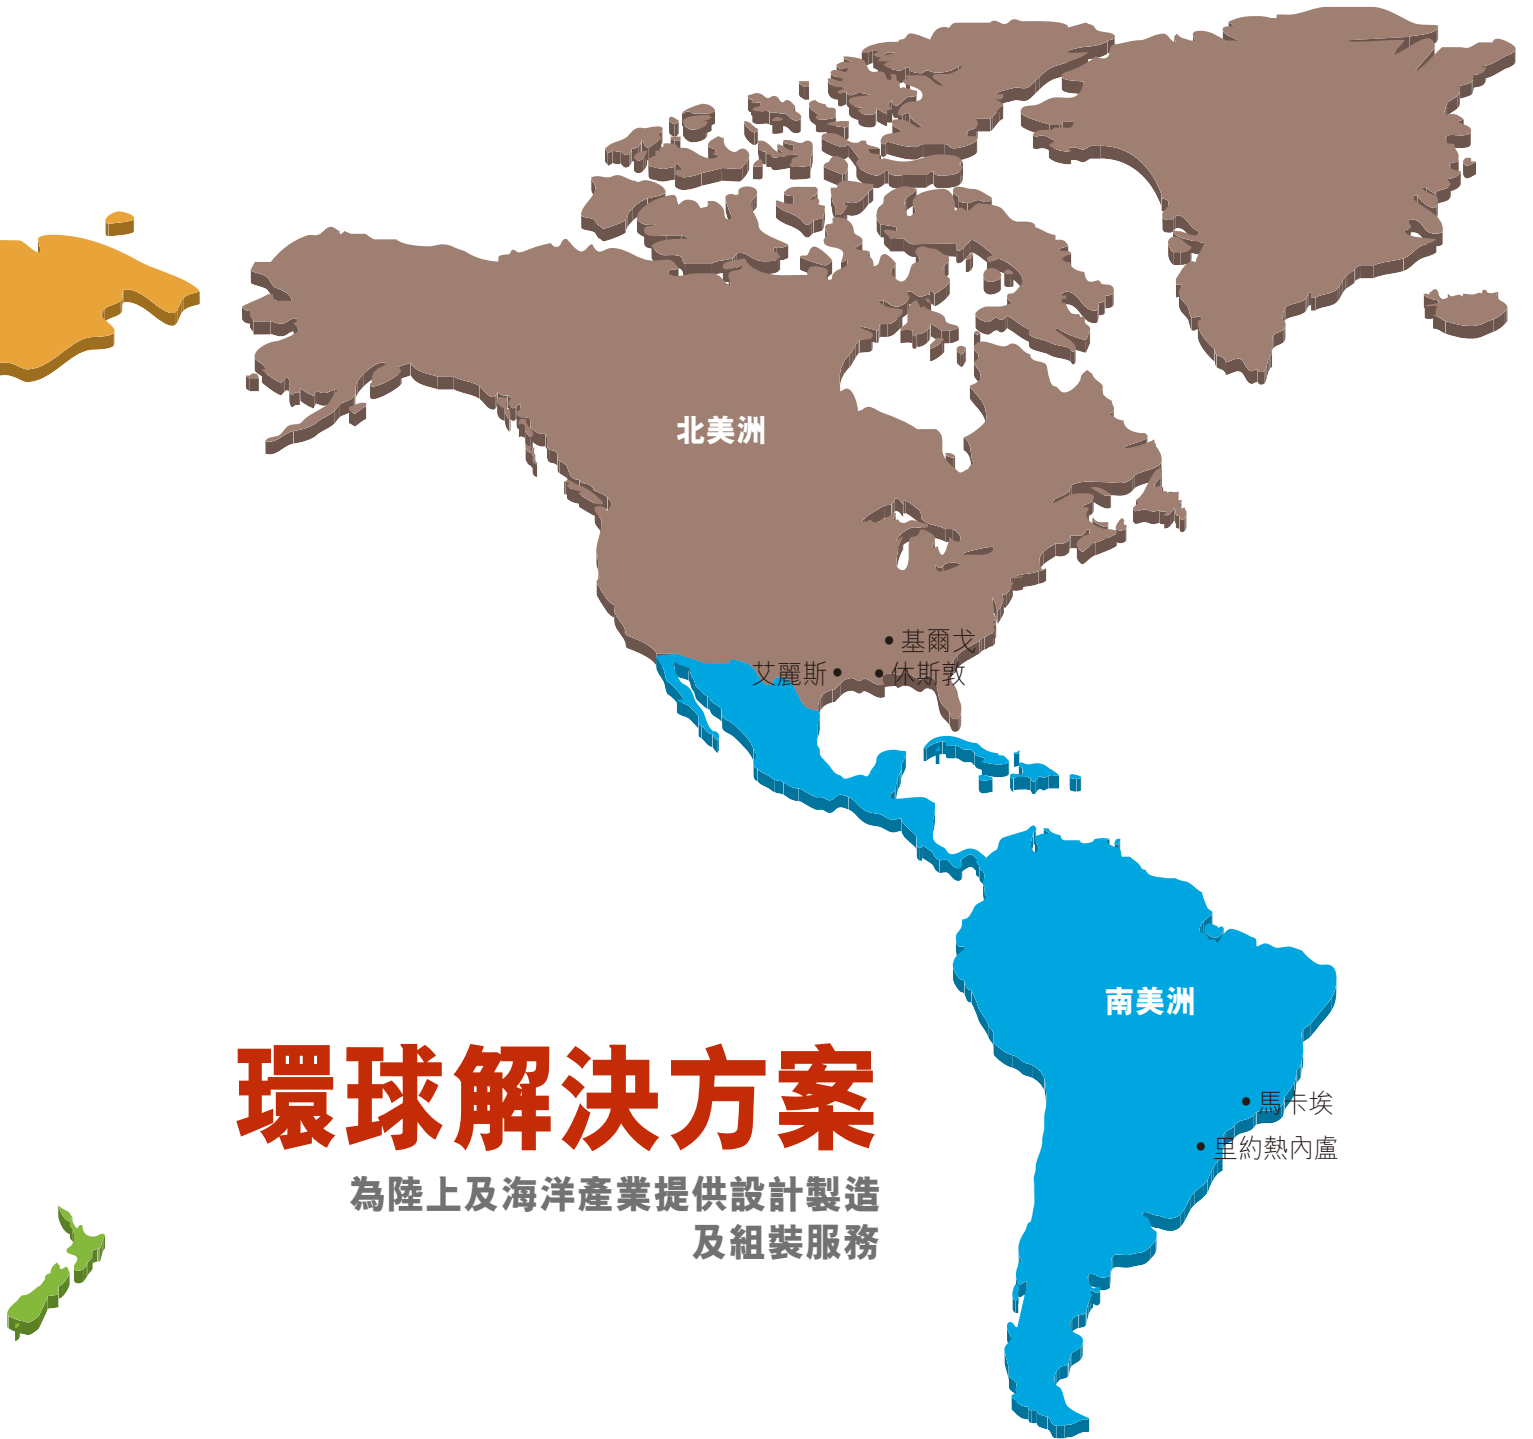 北美洲
基爾戈
艾麗斯
休斯敦
南美洲
環球解決方案
馬卡埃
里約熱內盧
為陸上及海洋產業提供設計製造
及組裝服務